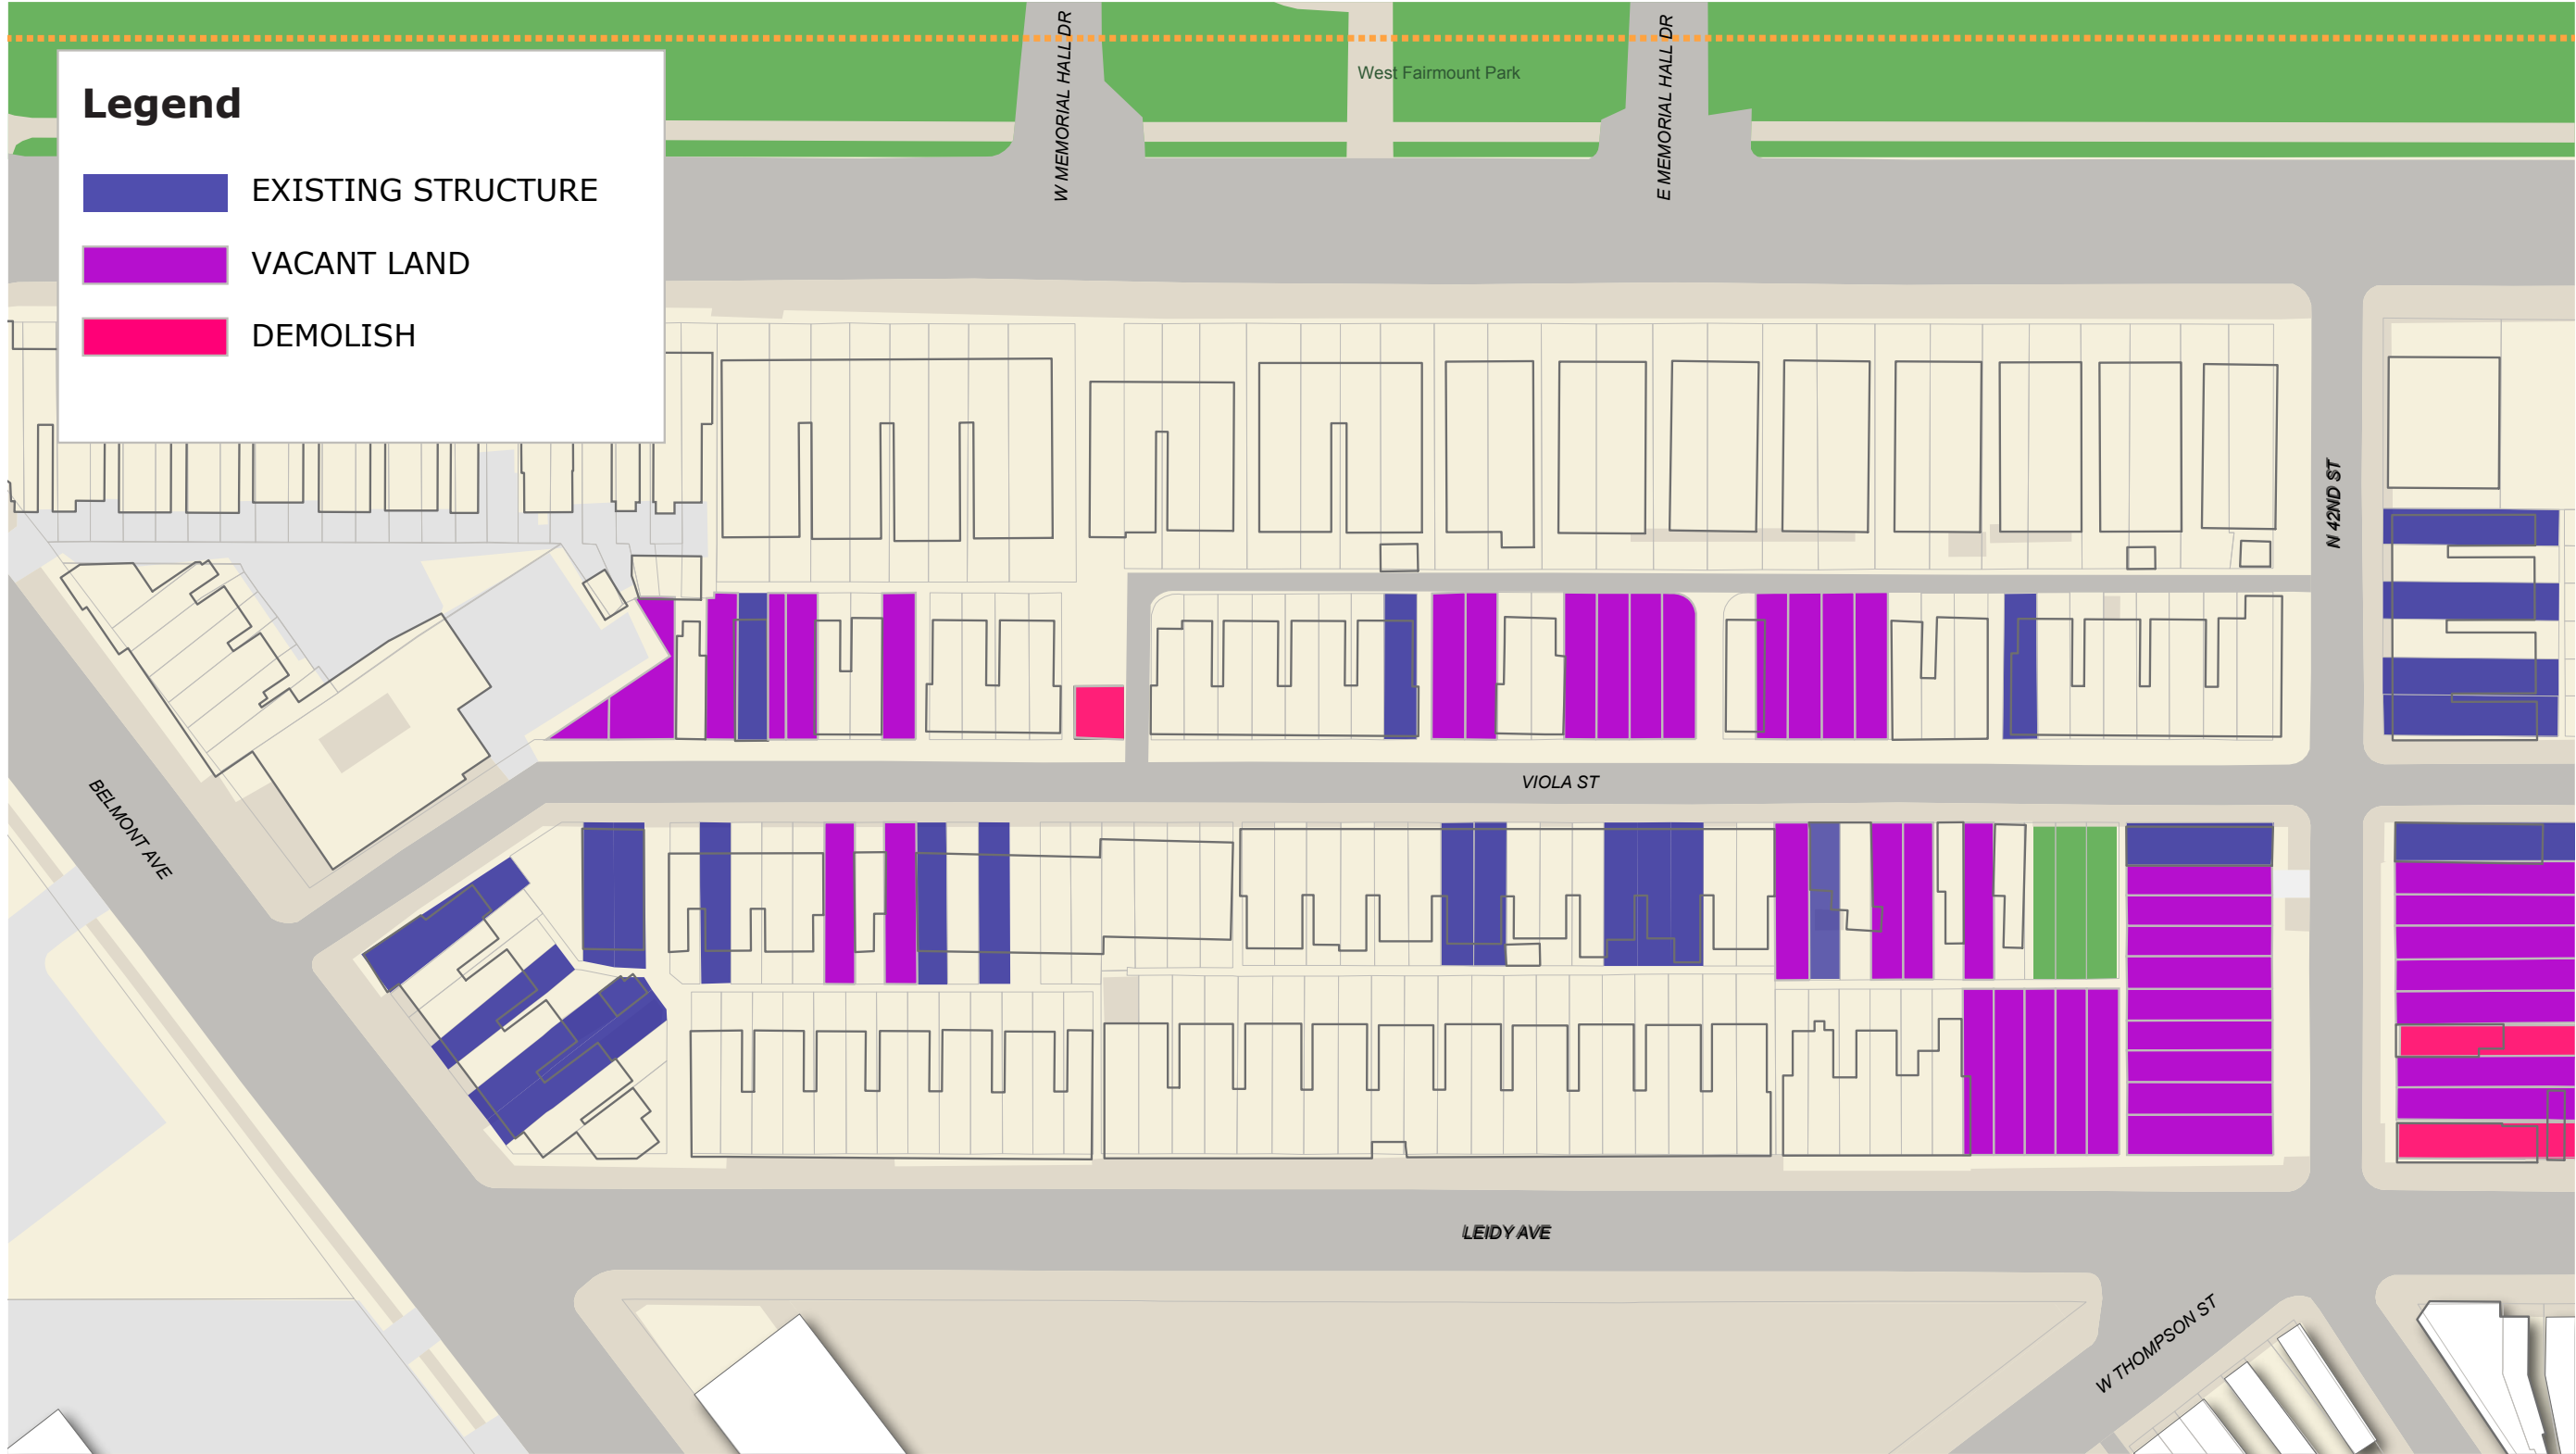 W MEMORIAL HALL DR
E MEMORIAL HALL DR
West Fairmount Park
Legend
EXISTING STRUCTURE
VACANT LAND
DEMOLISH
N 42ND ST
VIOLA ST
BELMONT AVE
LEIDY AVE
W THOMPSON ST